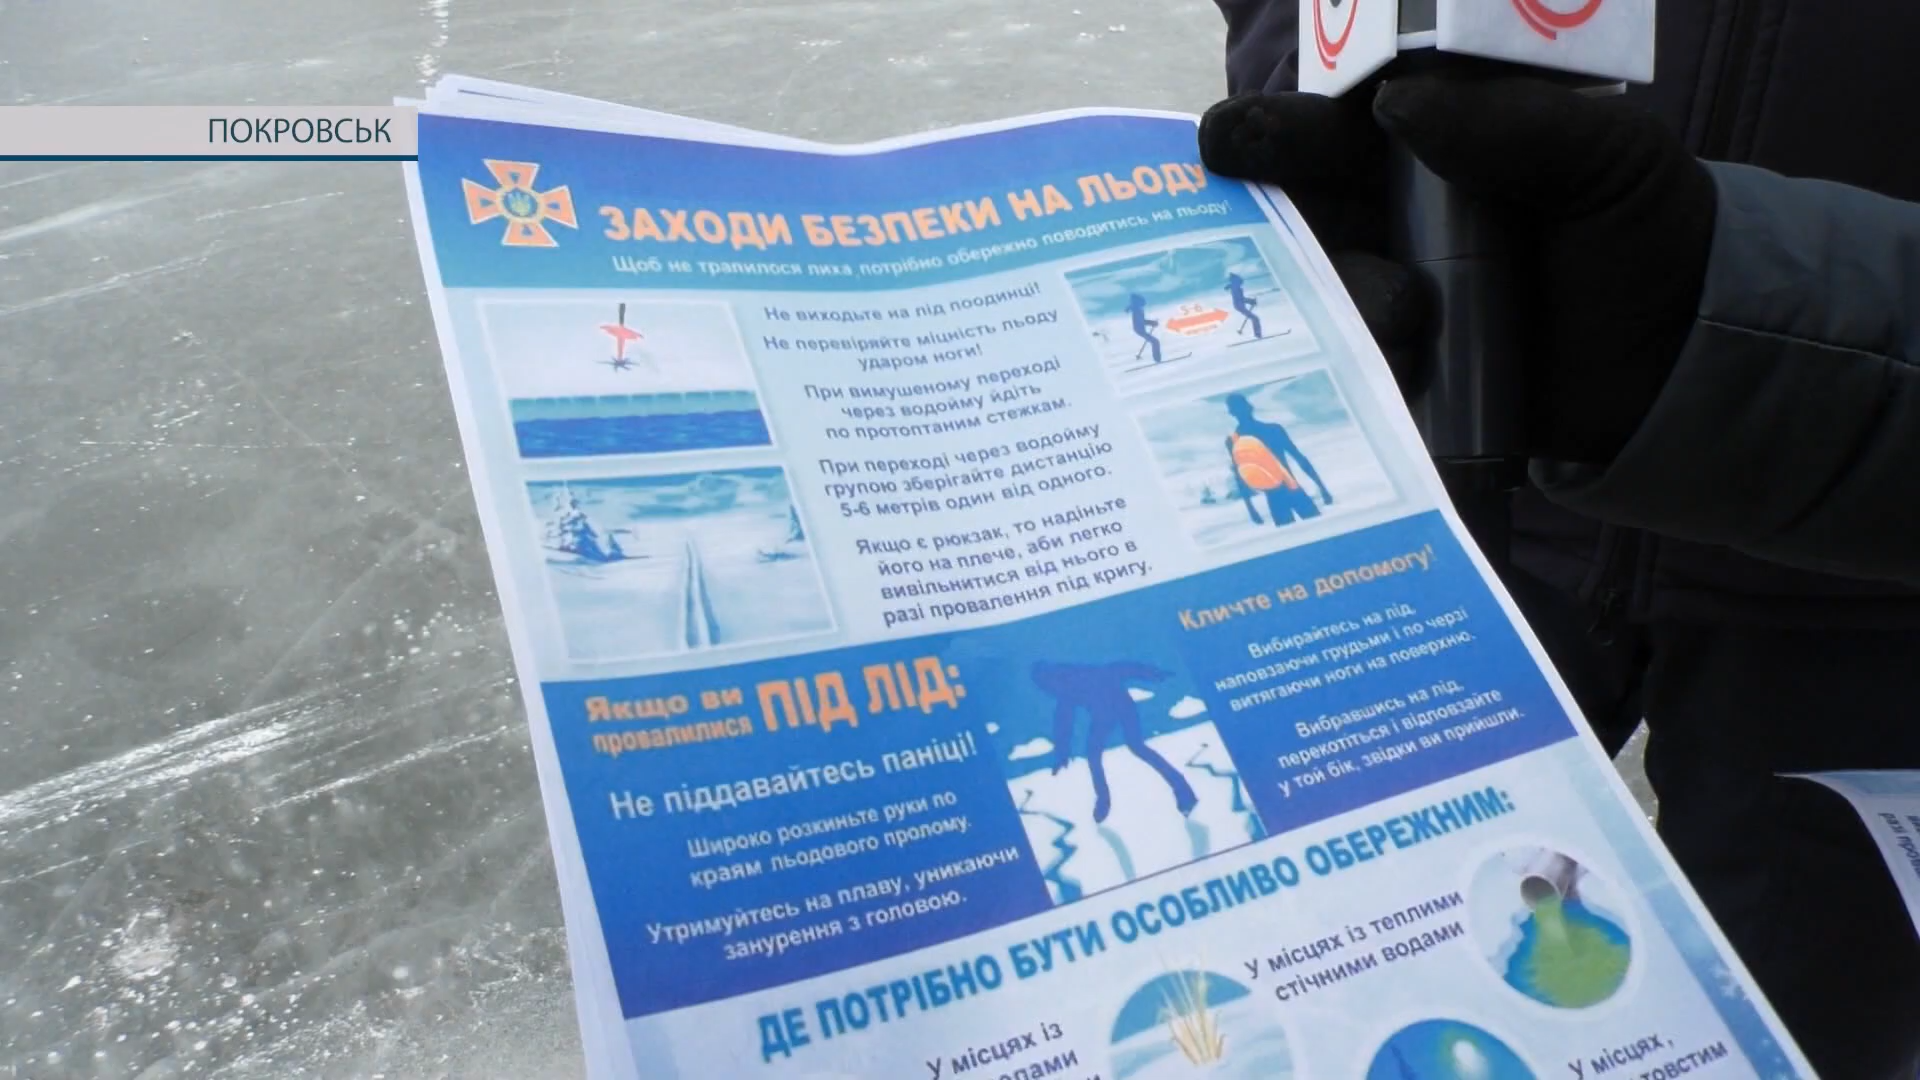 ПОКРОВСЬК
ЗАХОДИ БЕЗПЕКИ НА ЛЬОДУ
Щоб не трапилося лиха, потрібно обережно поводитись на льоду!
Не виходьте на лід поодинці!
Не перевіряйте міцність льоду
ударом ноги!
При вимушеному переході
через водойму йдіть
по протоптаним стежкам.
При переході через водойму
групою зберігайте дистанцію
5-6 метрів один від одного.
Якщо є рюкзак, то надіньте
його на плече, аби легко
вивільнитися від нього в
разі провалення під кригу.
5-6
Якщо ви
провалилися ПІД ЛІД:
Не піддавайтесь паніці!
Широко розкиньте руки по
краям льодового пролому.
Утримуйтесь на плаву, уникаючи
занурення з головою.
Кличте на допомогу!
Вибирайтесь на лід,
наповзаючи грудьми і по черзі
витягаючи ноги на поверхню.
Вибравшись на лід,
перекотіться і відповзайте
у той бік, звідки ви прийшли.
ДЕ ПОТРІБНО БУТИ ОСОБЛИВО ОБЕРЕЖНИМ:
У місцях із теплими
стічними водами
У місцях із
У місцях,